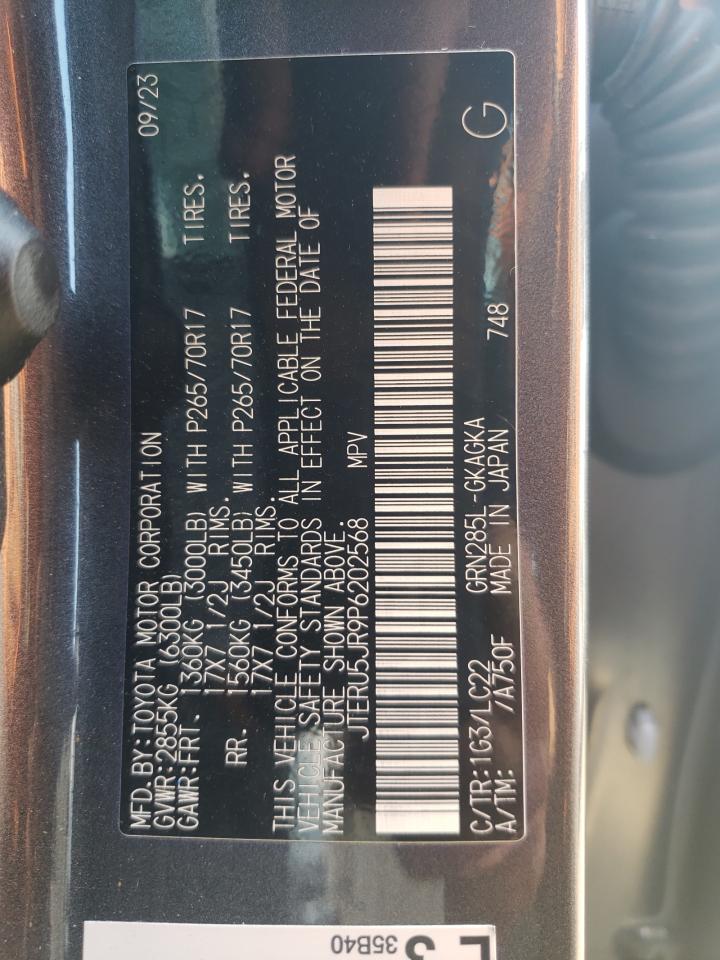 MFD.BY:TOYOTA MOTOR CORPORATION 09/23
GVWR:2855KG (6300LB)
GAWR:FRT. 1360KG (3000LB) WITH P265/70R17 TIRES.
17X7 1/2J RIMS.
RR. 1560KG (3450LB) WITH P265/70R17 TIRES.
17X7 1/2J RIMS.
THIS VEHICLE CONFORMS TO ALL APPLICABLE FEDERAL MOTOR
VEHICLE SAFETY STANDARDS IN EFFECT ON THE DATE OF
MANUFACTURE SHOWN ABOVE.
JTERU5JR9P6202568 MPV
C/TR:1G3/LC22 GRN285L-GKAGKA G
A/TM: /A750F MADE IN JAPAN 748
35B40